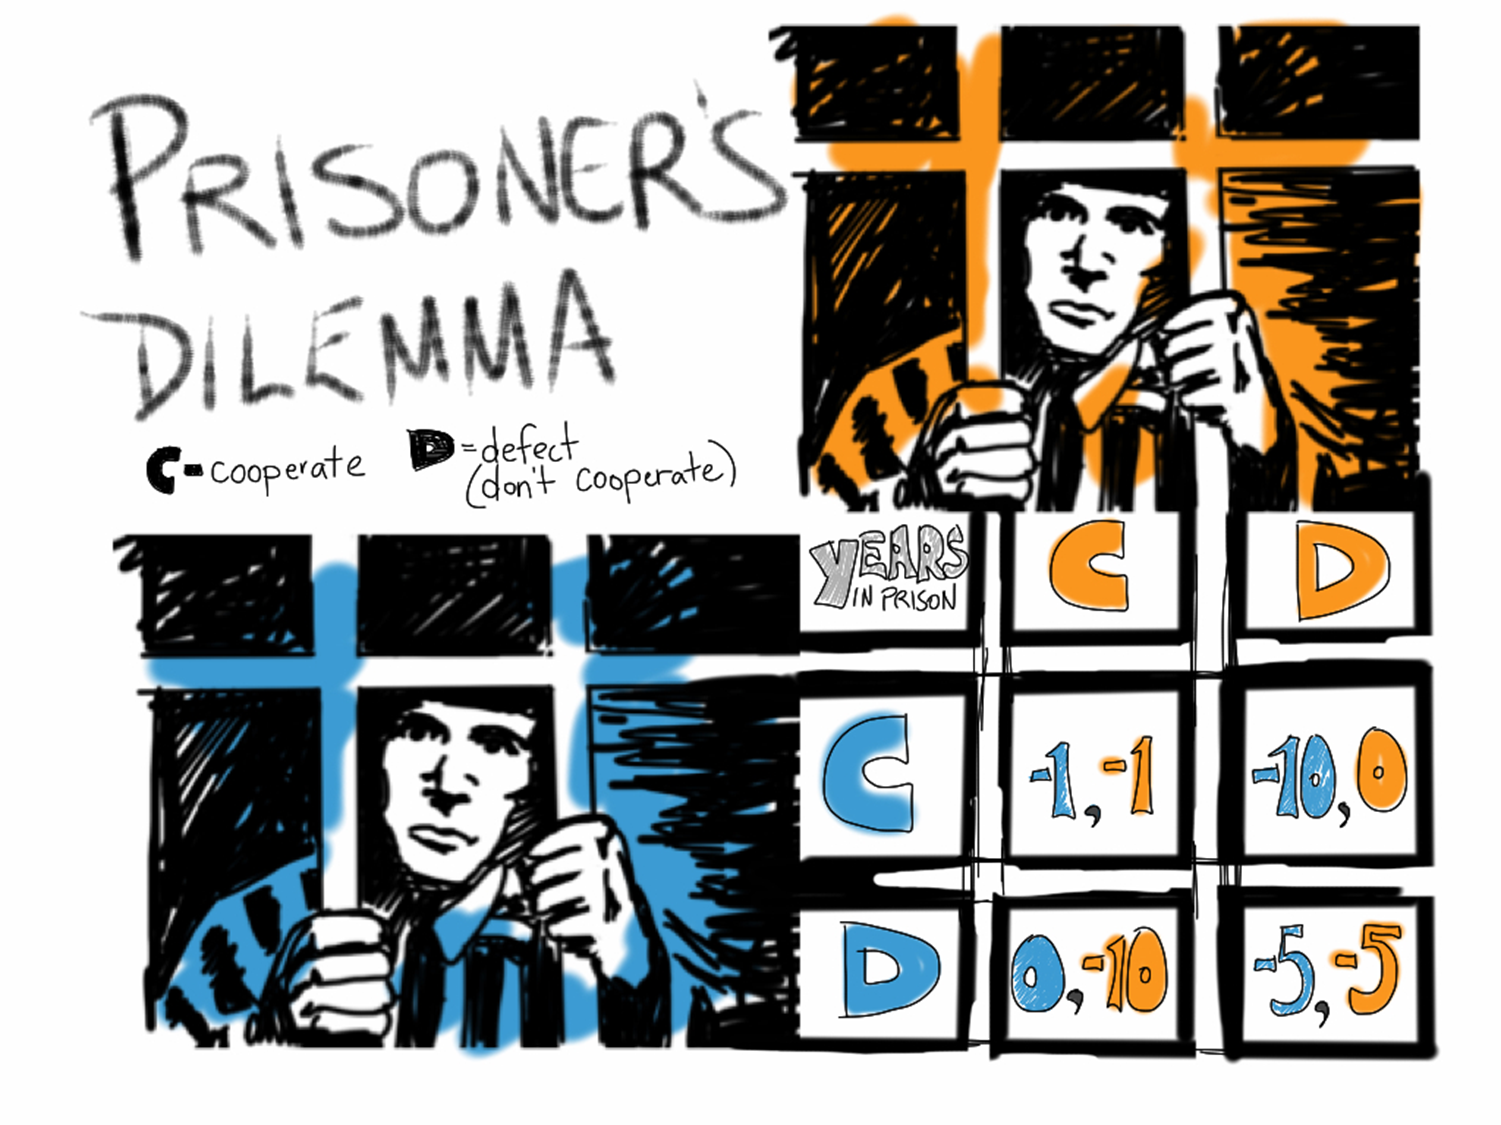 PRISONER'S
DILEMMA
C - cooperate
D = defect
(don't cooperate)
YEARS
IN PRISON
C
D
C
-1, -1
-10, 0
D
0, -10
-5, -5